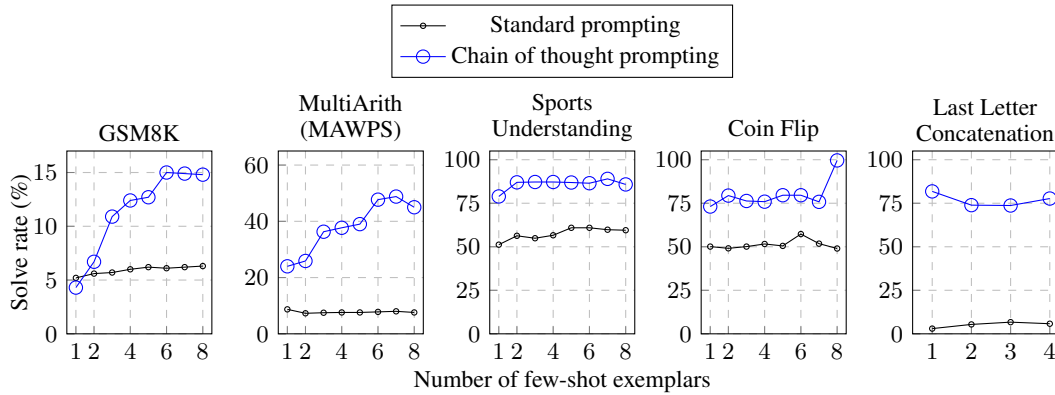 Standard prompting
Chain of thought prompting
GSM8K
MultiArith
(MAWPS)
Sports
Understanding
Coin Flip
Last Letter
Concatenation
Solve rate (%)
15
10
5
0
1 2 4 6 8
60
40
20
0
1 2 4 6 8
100
75
50
25
0
1 2 4 6 8
100
75
50
25
0
1 2 4 6 8
100
75
50
25
0
1 2 3 4
Number of few-shot exemplars